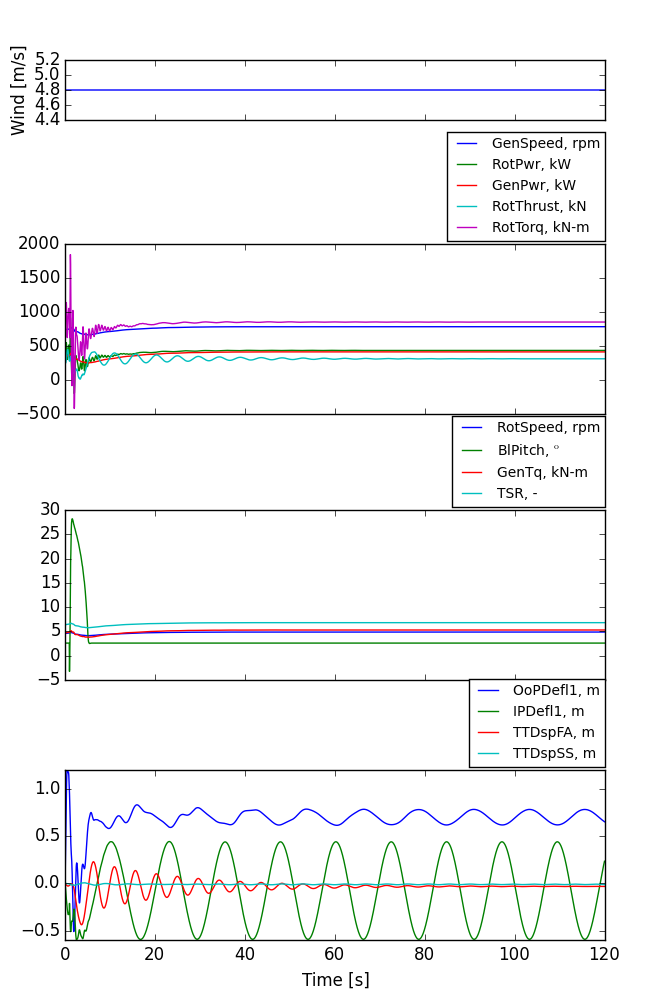 Wind [m/s]
5.2
5.0
4.8
4.6
4.4
GenSpeed, rpm
RotPwr, kW
GenPwr, kW
RotThrust, kN
RotTorq, kN-m
2000
1500
1000
500
0
−500
RotSpeed, rpm
BlPitch, °
GenTq, kN-m
TSR, -
30
25
20
15
10
5
0
−5
OoPDefl1, m
IPDefl1, m
TTDspFA, m
TTDspSS, m
1.0
0.5
0.0
−0.5
0 20 40 60 80 100 120
Time [s]